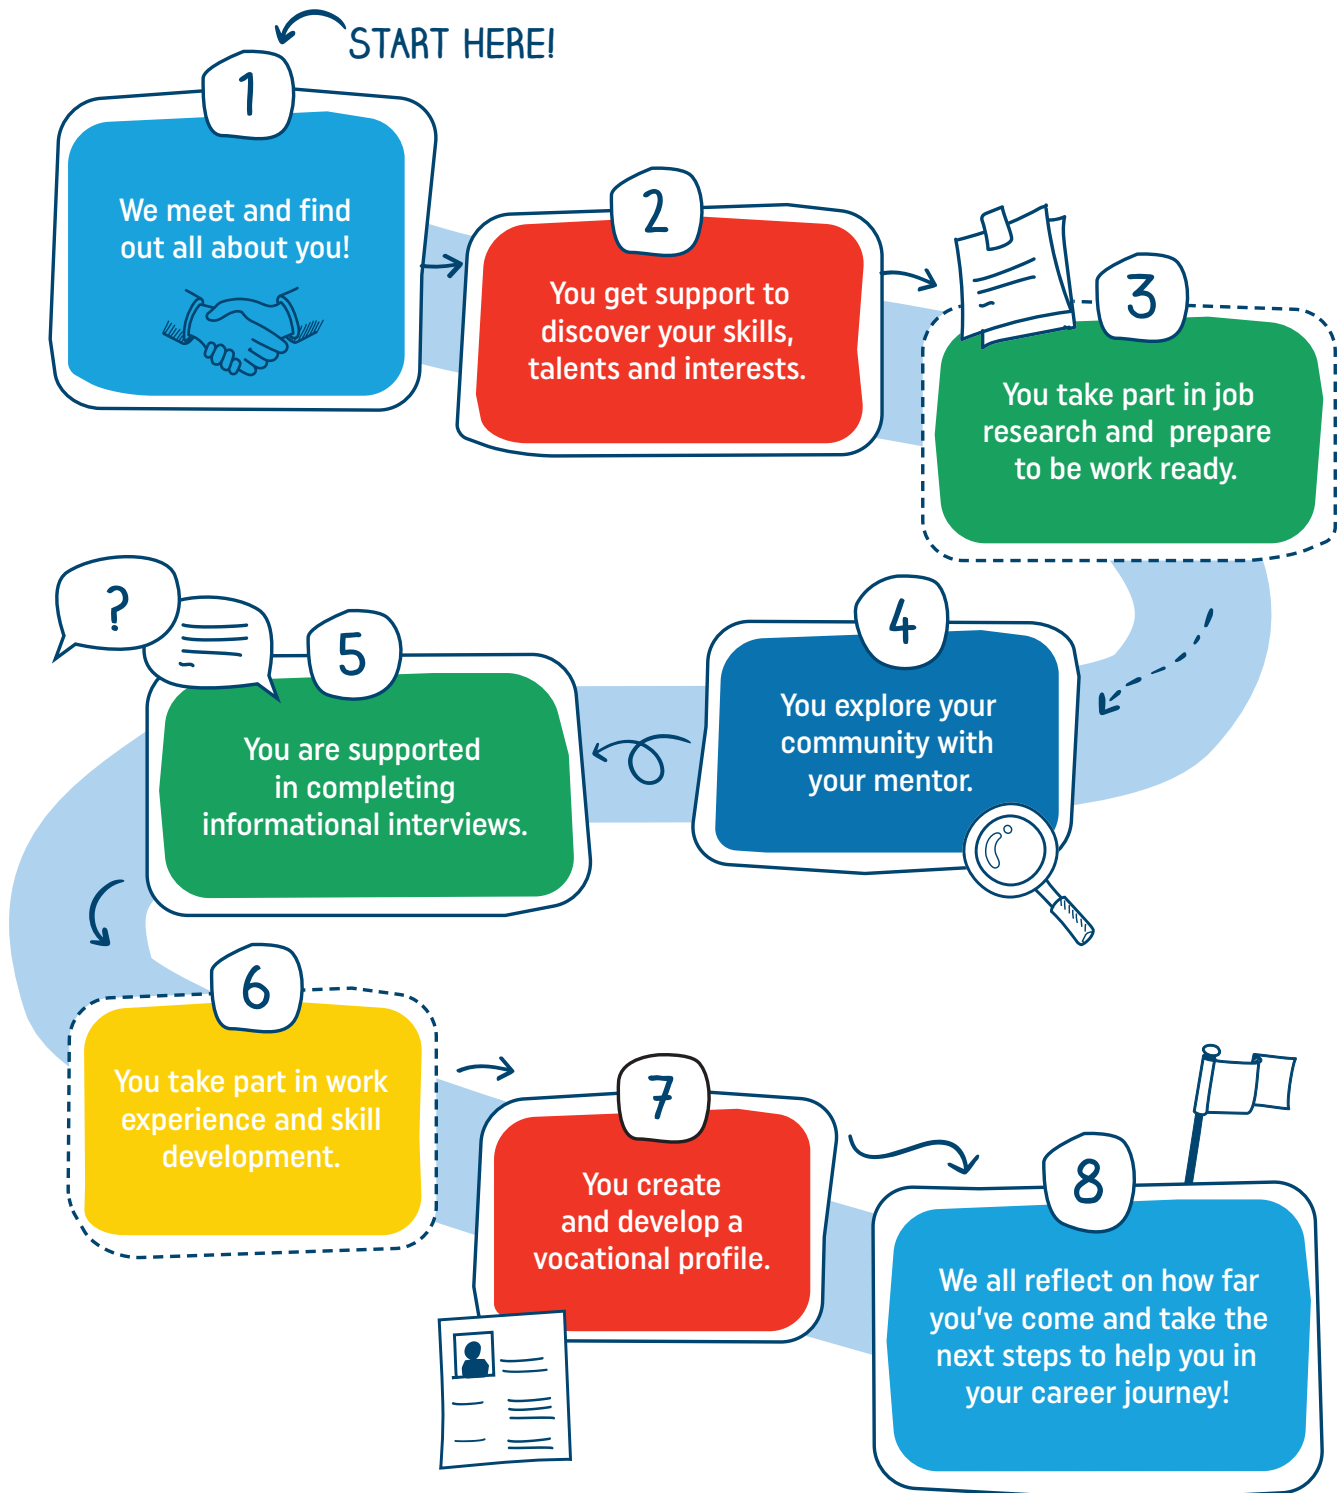 START HERE!
1
We meet and find
out all about you!
2
You get support to
discover your skills,
talents and interests.
3
You take part in job
research and  prepare
to be work ready.
4
You explore your
community with
your mentor.
?
5
You are supported
in completing
informational interviews.
6
You take part in work
experience and skill
development.
7
You create
and develop a
vocational profile.
8
We all reflect on how far
you've come and take the
next steps to help you in
your career journey!